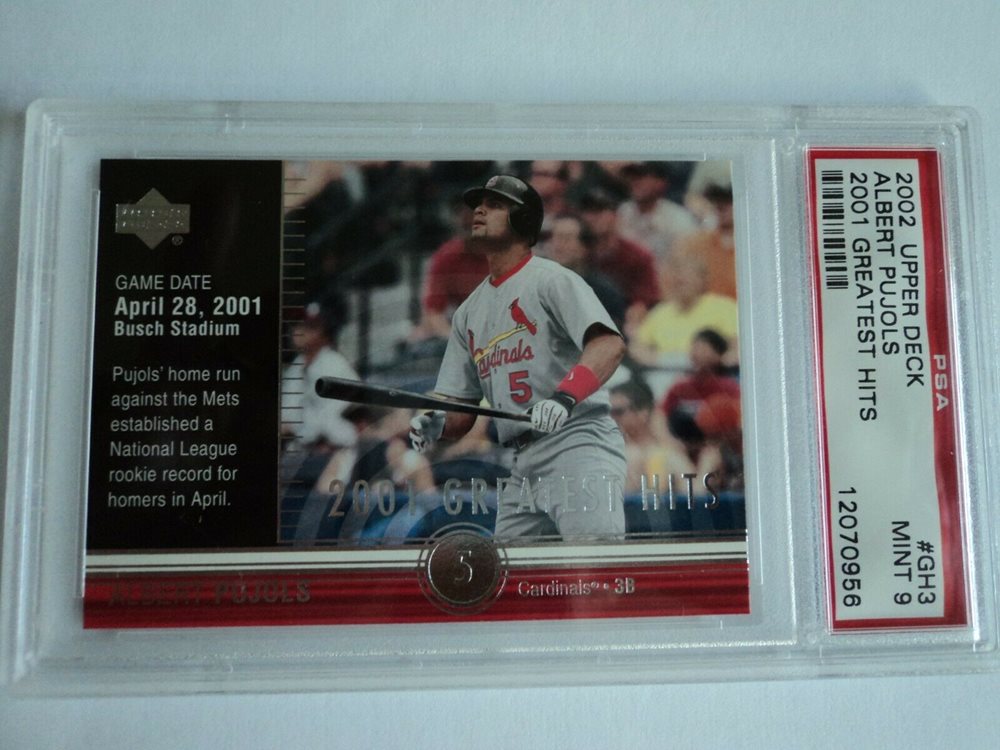 UPPER DECK
®
GAME DATE
April 28, 2001
Busch Stadium
Pujols' home run
against the Mets
established a
National League
rookie record for
homers in April.
Cardinals
5
2001 GREATEST HITS
5
ALBERT PUJOLS
Cardinals® • 3B
2002 UPPER DECK #GH3
ALBERT PUJOLS MINT 9
2001 GREATEST HITS 12070956
PSA